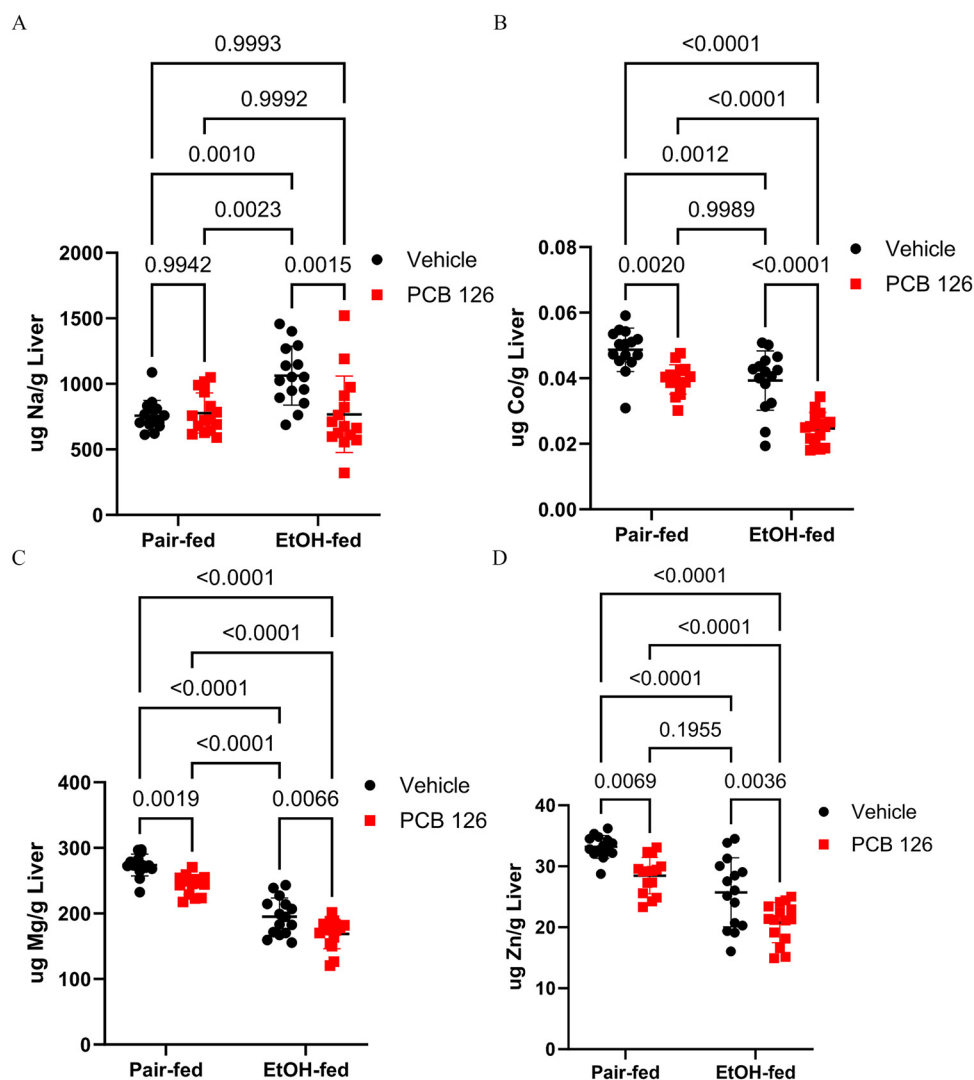 A
0.9993
0.9992
0.0010
0.0023
0.9942
0.0015
Vehicle
PCB 126
ug Na/g Liver
2000
1500
1000
500
0
Pair-fed
EtOH-fed
B
<0.0001
<0.0001
0.0012
0.9989
0.0020
<0.0001
Vehicle
PCB 126
ug Co/g Liver
0.08
0.06
0.04
0.02
0.00
Pair-fed
EtOH-fed
C
<0.0001
<0.0001
<0.0001
<0.0001
0.0019
0.0066
Vehicle
PCB 126
ug Mg/g Liver
400
300
200
100
0
Pair-fed
EtOH-fed
D
<0.0001
<0.0001
<0.0001
0.1955
0.0069
0.0036
Vehicle
PCB 126
ug Zn/g Liver
40
30
20
10
0
Pair-fed
EtOH-fed